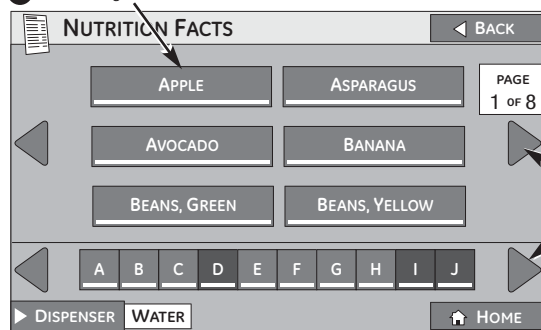 NUTRITION FACTS
BACK
APPLE
ASPARAGUS
PAGE
1 OF 8
AVOCADO
BANANA
BEANS, GREEN
BEANS, YELLOW
A B C D E F G H I J
DISPENSER
WATER
HOME